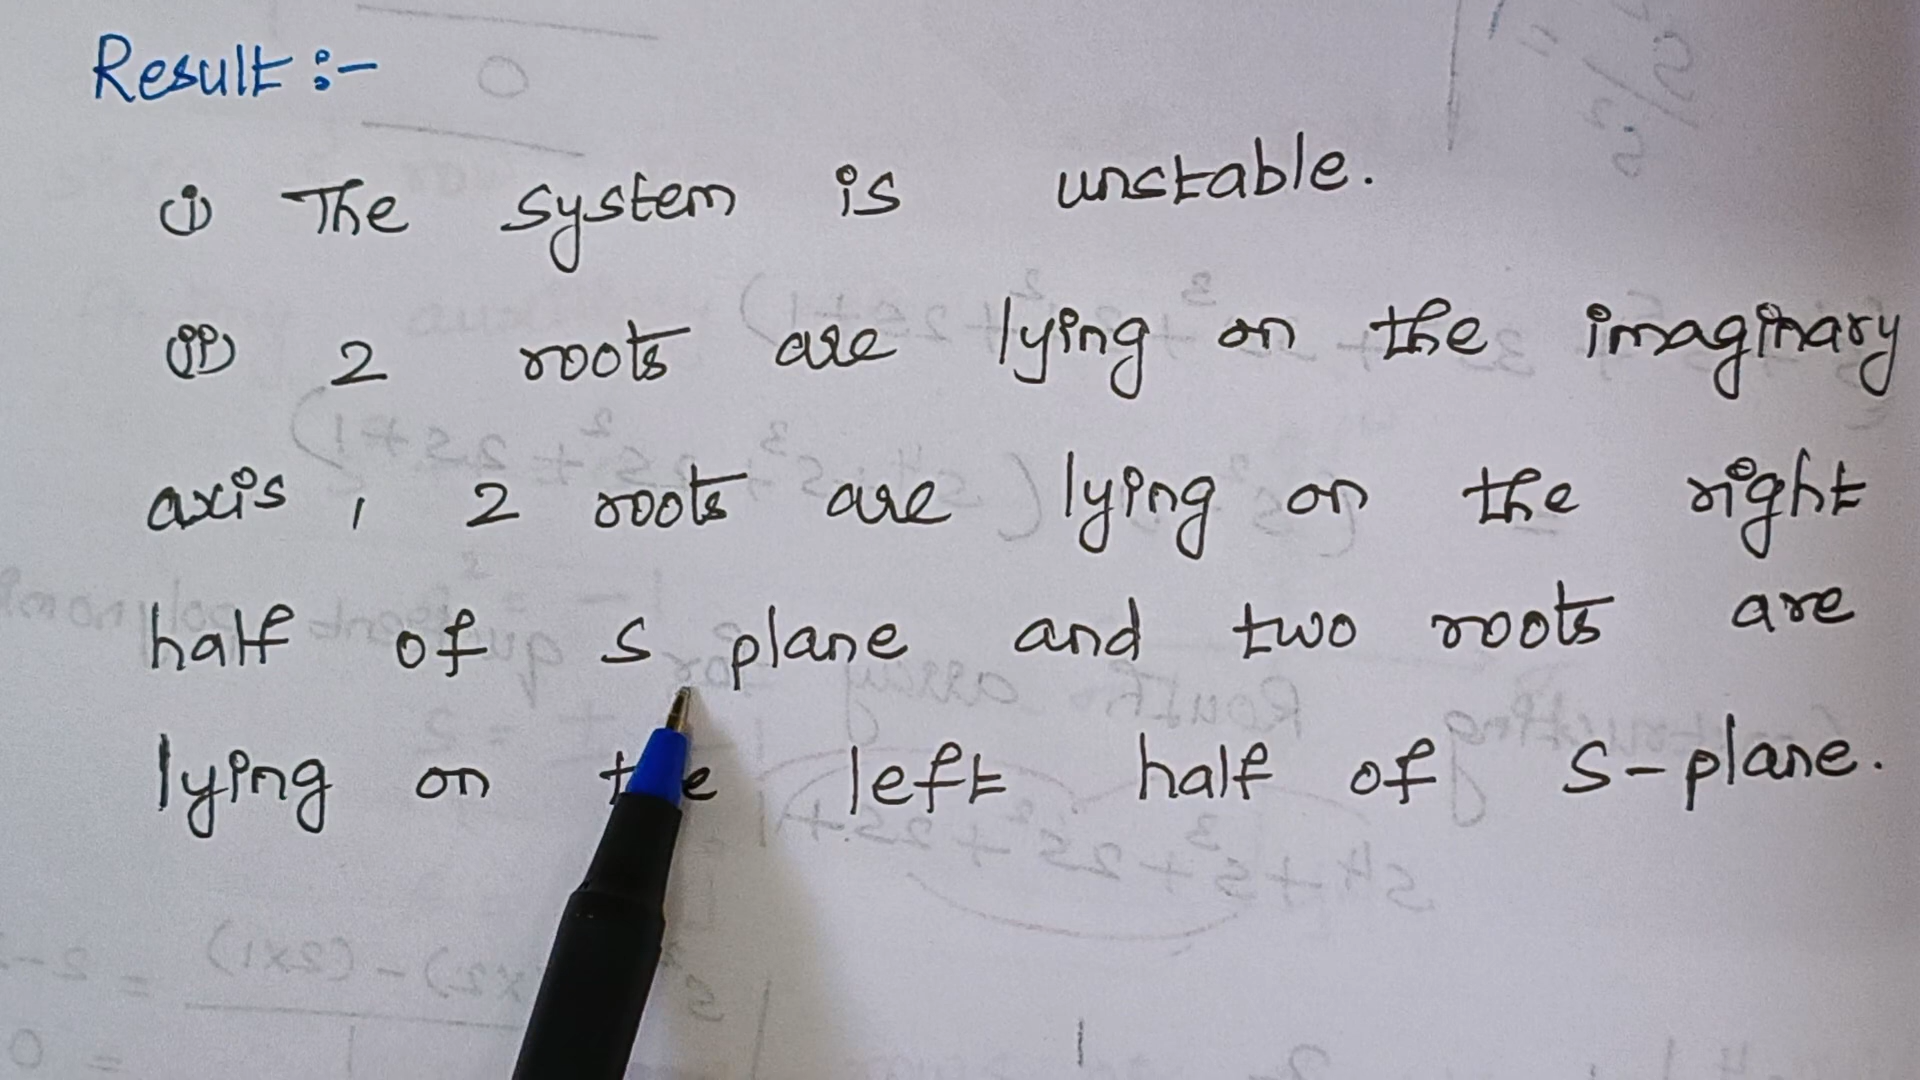 Result :-
(i) The system is unstable.
(ii) 2 roots are lying on the imaginary
axis, 2 roots are lying on the right
half of S plane and two roots are
lying on the left half of S-plane.